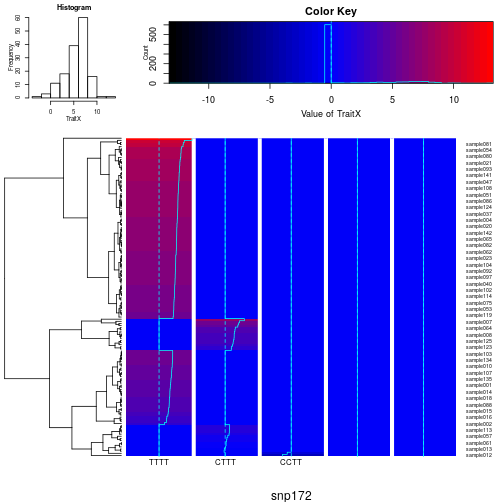 Histogram
Frequency
0 10 20 30 40 50 60
0 5 10
TraitX
Color Key
Count
0 200 500
-10 -5 0 5 10
Value of TraitX
sample081
sample054
sample080
sample021
sample093
sample141
sample047
sample108
sample051
sample086
sample124
sample037
sample004
sample020
sample142
sample065
sample082
sample062
sample023
sample104
sample092
sample097
sample040
sample102
sample114
sample075
sample053
sample119
sample007
sample064
sample008
sample125
sample123
sample103
sample134
sample010
sample107
sample135
sample001
sample014
sample018
sample088
sample015
sample016
sample002
sample113
sample057
sample061
sample013
sample012
TTTT CTTT CCTT
snp172